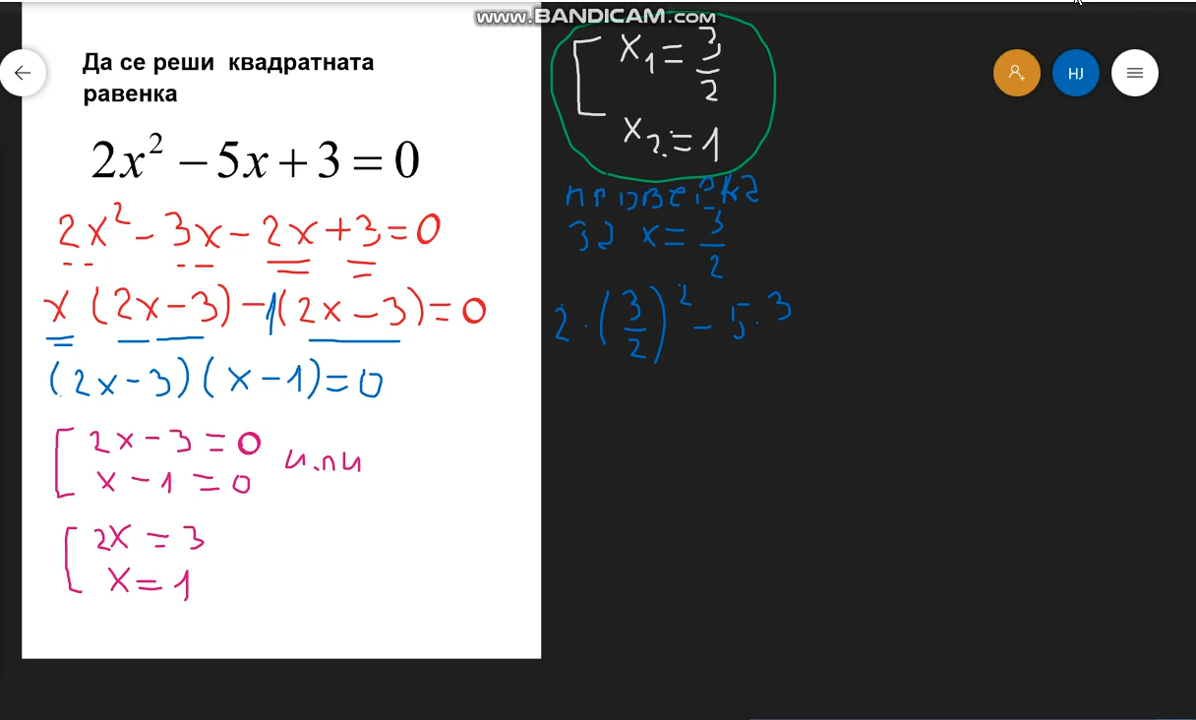 www.BANDICAM.com
Да се реши квадратната
равенка
2x² − 5x + 3 = 0
2x² − 3x − 2x + 3 = 0
x (2x − 3) − 1(2x − 3) = 0
(2x − 3)(x − 1) = 0
2x − 3 = 0
или
x − 1 = 0
2x = 3
x = 1
x₁ = 3/2
x₂ = 1
проверка
за x = 3/2
2 · (3/2)² − 5 · 3
HJ